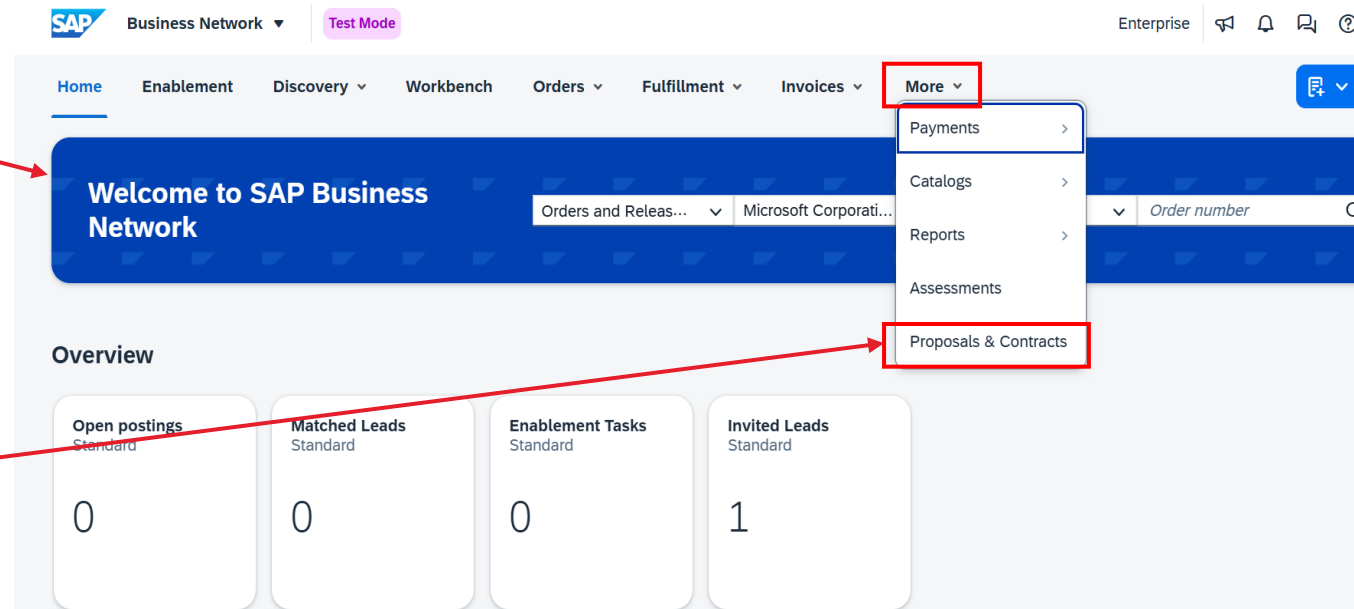 SAP Business Network Test Mode Enterprise
Home Enablement Discovery Workbench Orders Fulfillment Invoices More
Payments
Catalogs
Reports
Assessments
Proposals & Contracts
Welcome to SAP Business
Network
Orders and Releas... Microsoft Corporati... Order number
Overview
Open postings
Standard
0
Matched Leads
Standard
0
Enablement Tasks
Standard
0
Invited Leads
Standard
1